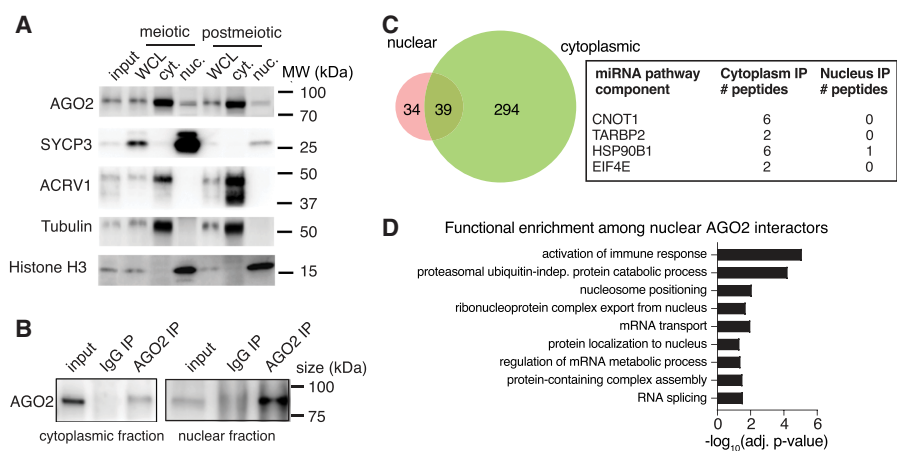 A
meiotic postmeiotic
input WCL cyt. nuc. WCL cyt. nuc. MW (kDa)
AGO2 100
70
SYCP3 25
ACRV1 50
37
Tubulin 50
Histone H3 15
B
input IgG IP AGO2 IP input IgG IP AGO2 IP size (kDa)
AGO2 100
75
cytoplasmic fraction nuclear fraction
C
nuclear cytoplasmic
34 39 294
miRNA pathway Cytoplasm IP Nucleus IP
component # peptides # peptides
CNOT1 6 0
TARBP2 2 0
HSP90B1 6 1
EIF4E 2 0
D
Functional enrichment among nuclear AGO2 interactors
activation of immune response
proteasomal ubiquitin-indep. protein catabolic process
nucleosome positioning
ribonucleoprotein complex export from nucleus
mRNA transport
protein localization to nucleus
regulation of mRNA metabolic process
protein-containing complex assembly
RNA splicing
0 2 4 6
-log10(adj. p-value)